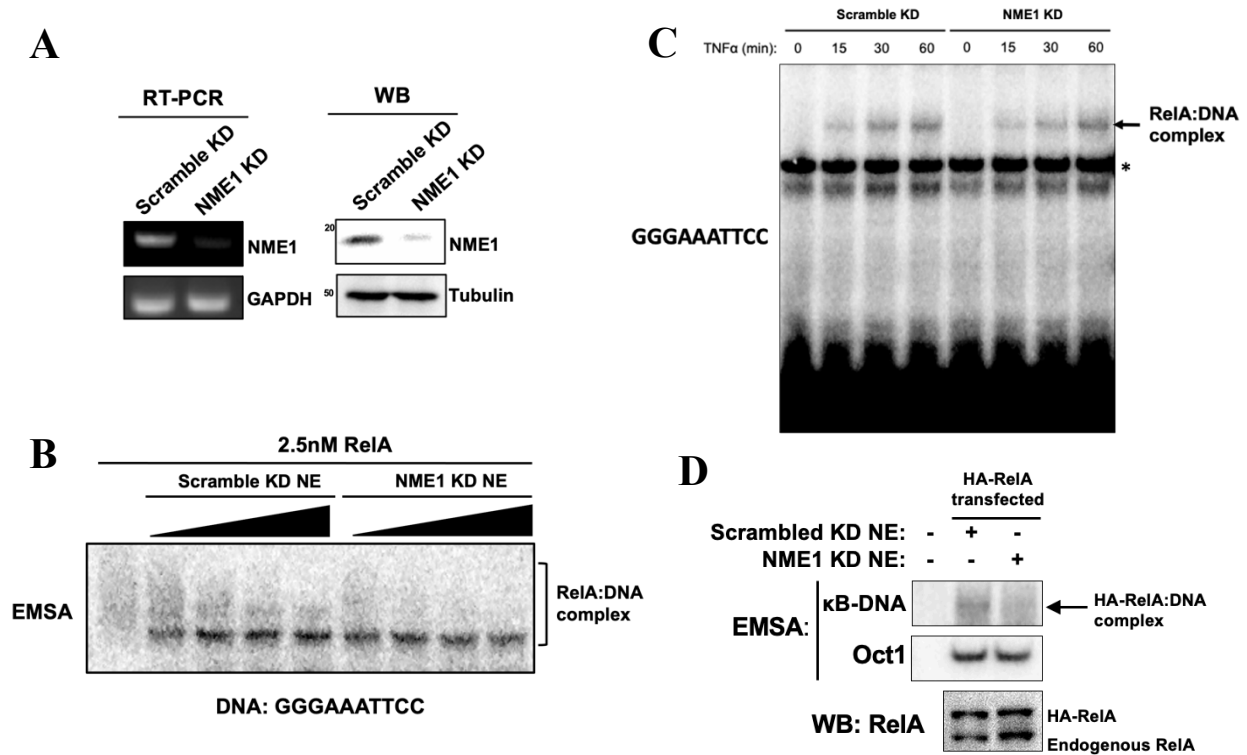 A
RT-PCR
WB
Scramble KD
NME1 KD
Scramble KD
NME1 KD
NME1
GAPDH
20
50
NME1
Tubulin
C
Scramble KD
NME1 KD
TNFα (min):
0 15 30 60 0 15 30 60
RelA:DNA
complex
*
GGGAAATTCC
B
2.5nM RelA
Scramble KD NE
NME1 KD NE
EMSA
RelA:DNA
complex
DNA: GGGAAATTCC
D
HA-RelA
transfected
Scrambled KD NE: - + -
NME1 KD NE: - - +
EMSA:
κB-DNA
HA-RelA:DNA
complex
Oct1
WB: RelA
HA-RelA
Endogenous RelA